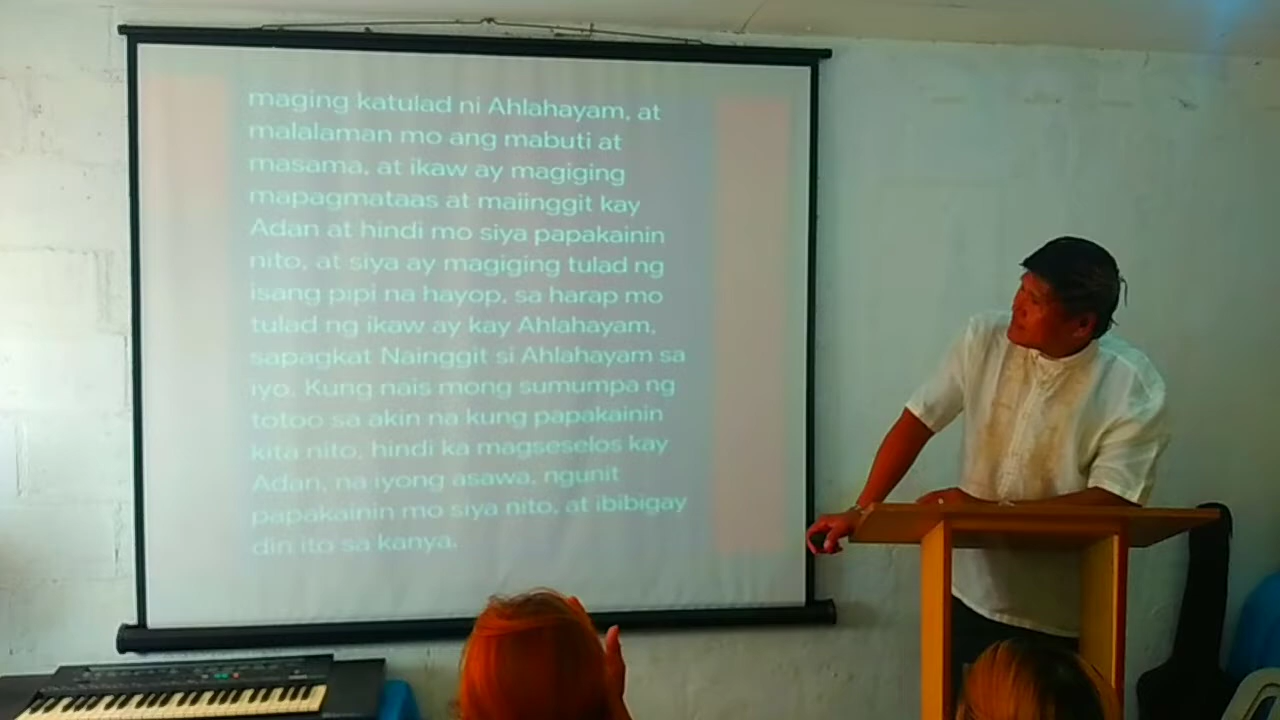 maging katulad ni Ahlahayam, at
malalaman mo ang mabuti at
masama, at ikaw ay magiging
mapagmataas at maiinggit kay
Adan at hindi mo siya papakainin
nito, at siya ay magiging tulad ng
isang pipi na hayop, sa harap mo
tulad ng ikaw ay kay Ahlahayam,
sapagkat Nainggit si Ahlahayam sa
iyo. Kung nais mong sumumpa ng
totoo sa akin na kung papakainin
kita nito, hindi ka magseselos kay
Adan, na iyong asawa, ngunit
papakainin mo siya nito, at ibibigay
din ito sa kanya.